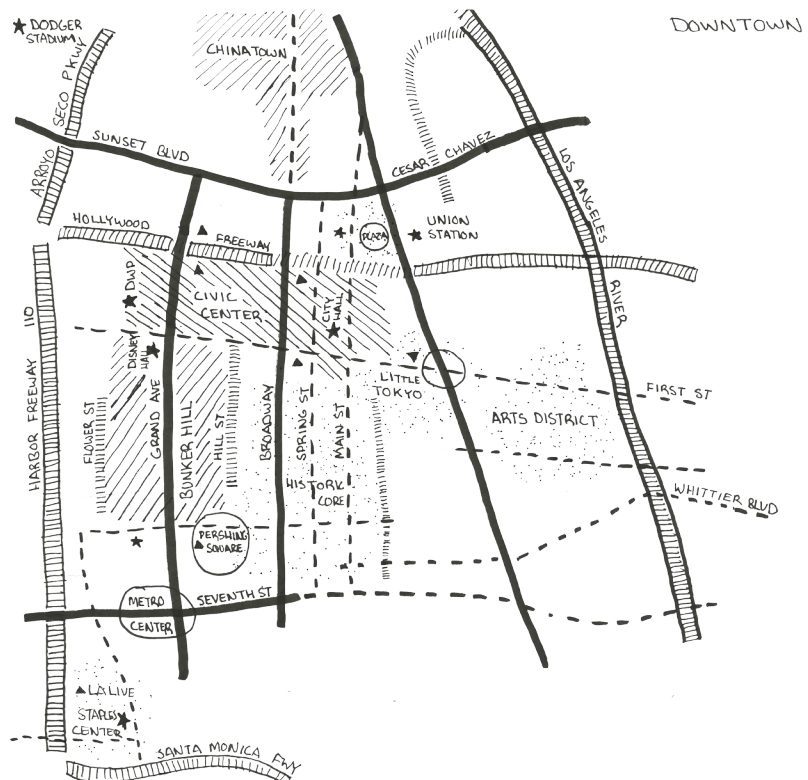 DODGER
STADIUM
DOWNTOWN
CHINATOWN
ARROYO SECO PKWY
SUNSET BLVD
CESAR CHAVEZ
LOS ANGELES RIVER
HOLLYWOOD FREEWAY
PLAZA
UNION
STATION
DWP
CIVIC
CENTER
CITY
HALL
HARBOR FREEWAY 110
DISNEY
HALL
LITTLE
TOKYO
FIRST ST
FLOWER ST
GRAND AVE
BUNKER HILL
HILL ST
BROADWAY
SPRING ST
MAIN ST
ARTS DISTRICT
HISTORIC
CORE
WHITTIER BLVD
PERSHING
SQUARE
METRO
CENTER
SEVENTH ST
LA LIVE
STAPLES
CENTER
SANTA MONICA FWY